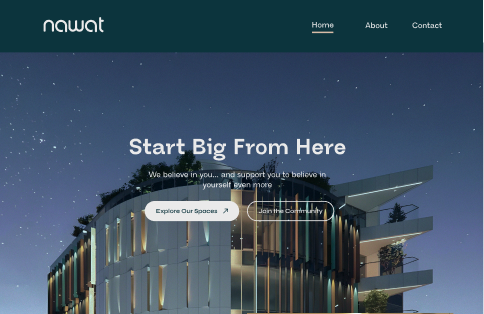 nawat
Home
About
Contact
Start Big From Here
We believe in you... and support you to believe in
yourself even more
Explore Our Spaces
Join the Community